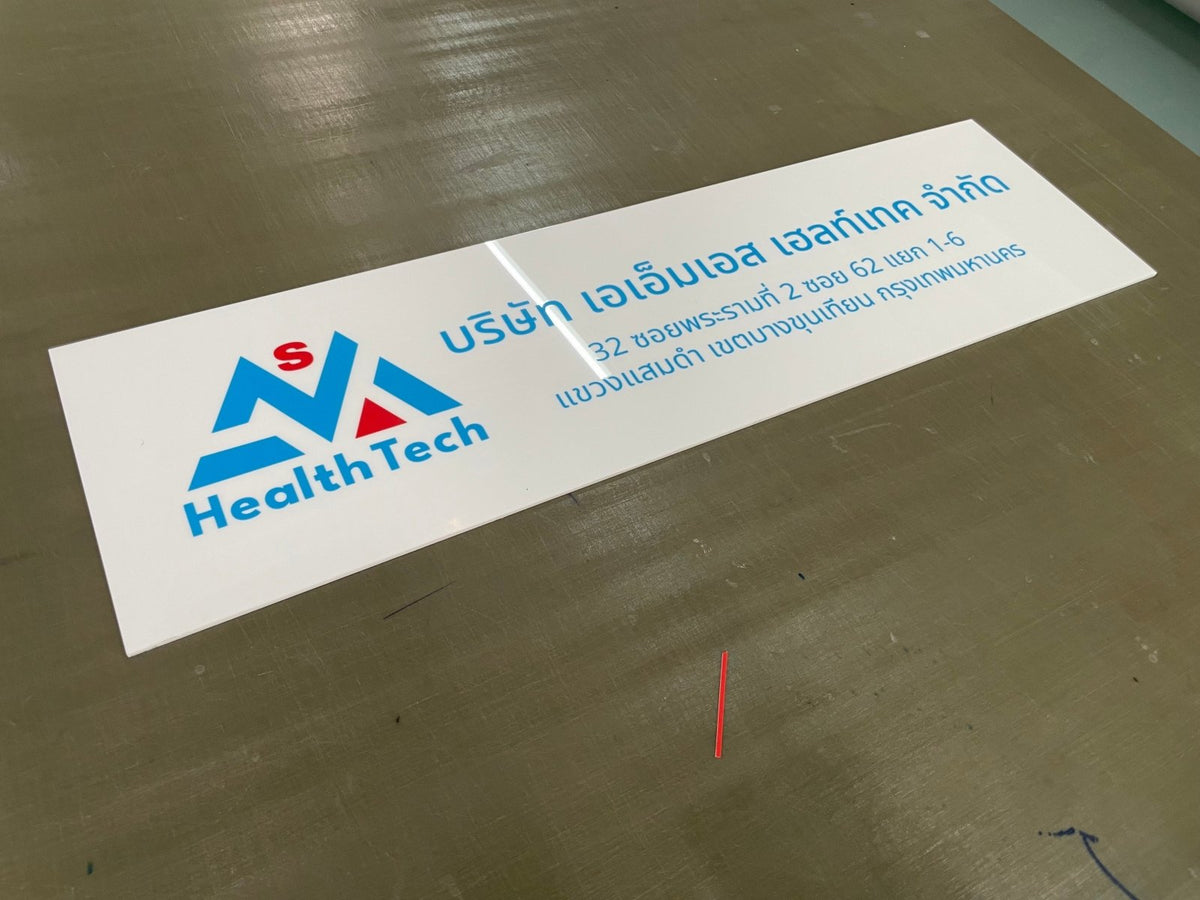 S
Health Tech
บริษัท เอเอ็มเอส เฮลท์เทค จำกัด
32 ซอยพระรามที่ 2 ซอย 62 แยก 1-6
แขวงแสมดำ เขตบางขุนเทียน กรุงเทพมหานคร